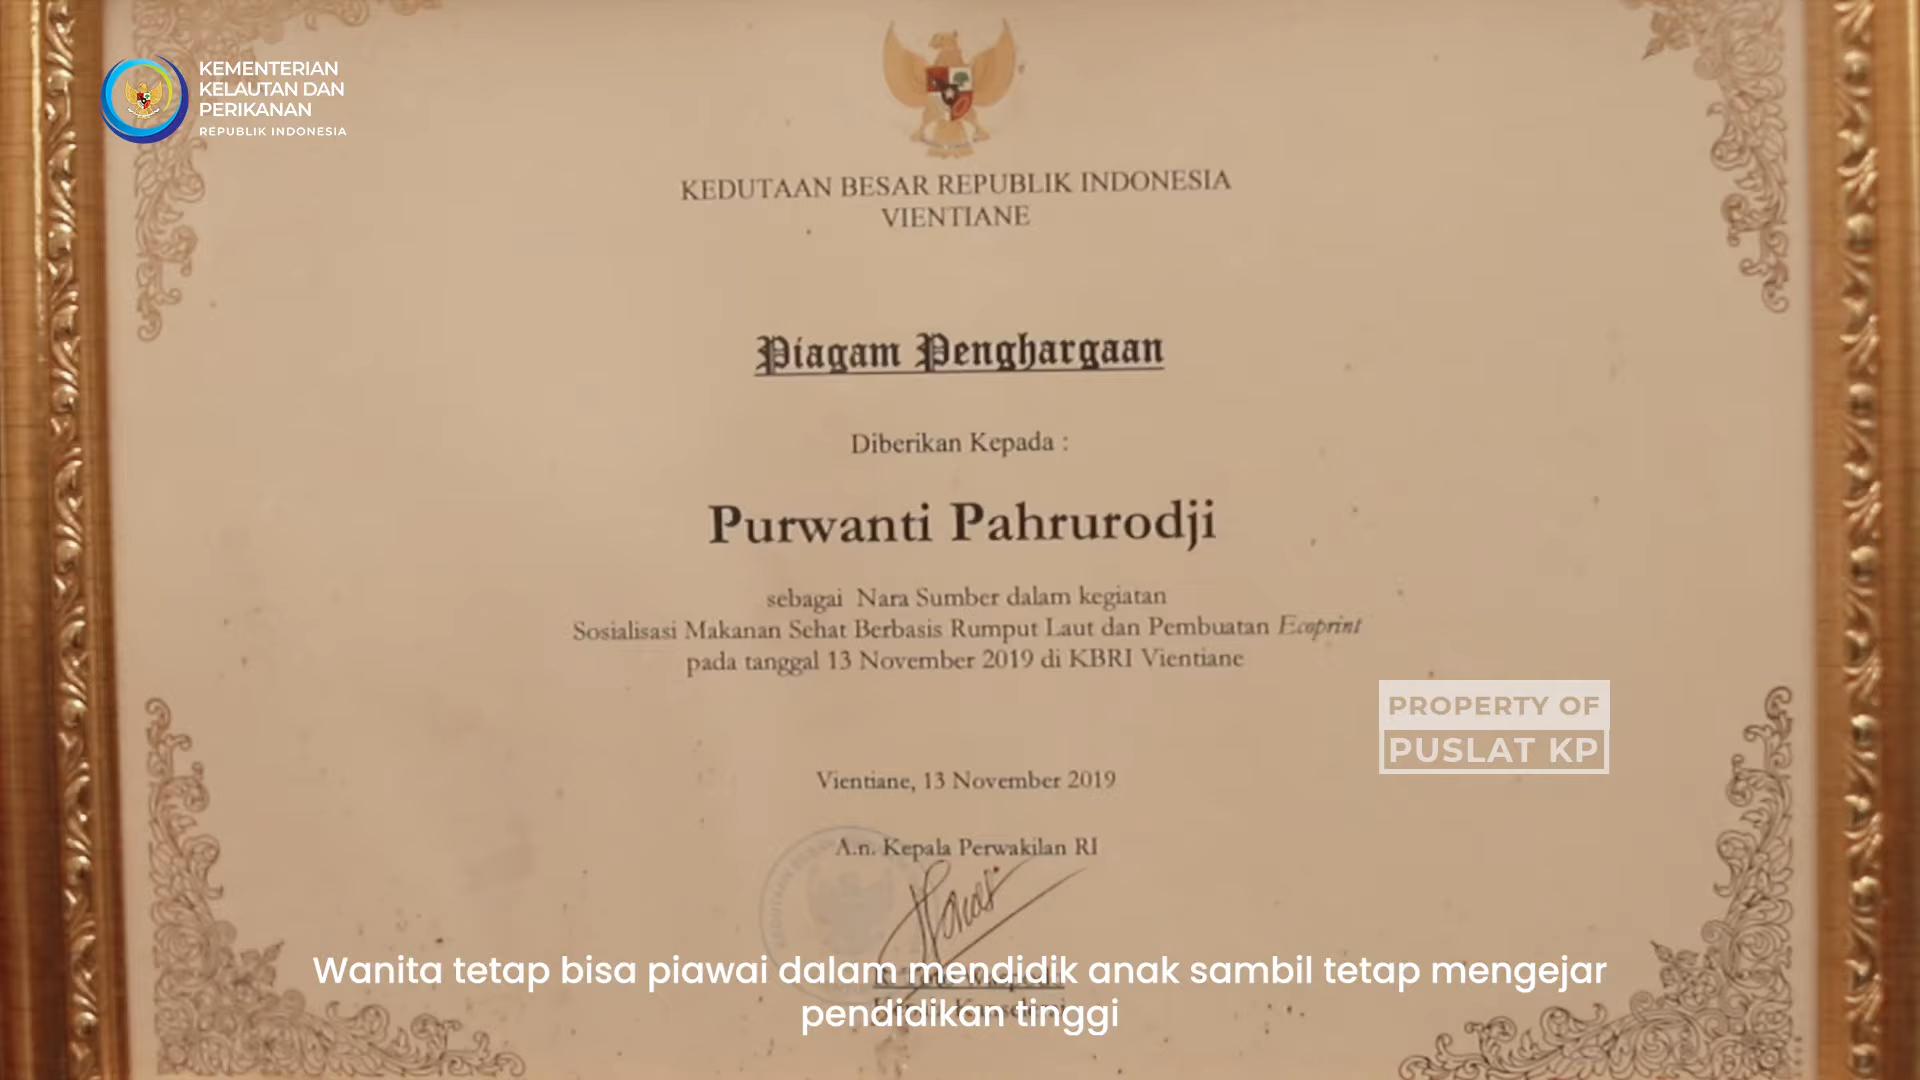 KEMENTERIAN
KELAUTAN DAN
PERIKANAN
REPUBLIK INDONESIA
KEDUTAAN BESAR REPUBLIK INDONESIA
VIENTIANE
Piagam Penghargaan
Diberikan Kepada :
Purwanti Pahrurodji
sebagai Nara Sumber dalam kegiatan
Sosialisasi Makanan Sehat Berbasis Rumput Laut dan Pembuatan Ecoprint
pada tanggal 13 November 2019 di KBRI Vientiane
PROPERTY OF
PUSLAT KP
Vientiane, 13 November 2019
A.n. Kepala Perwakilan RI
Wanita tetap bisa piawai dalam mendidik anak sambil tetap mengejar
pendidikan tinggi